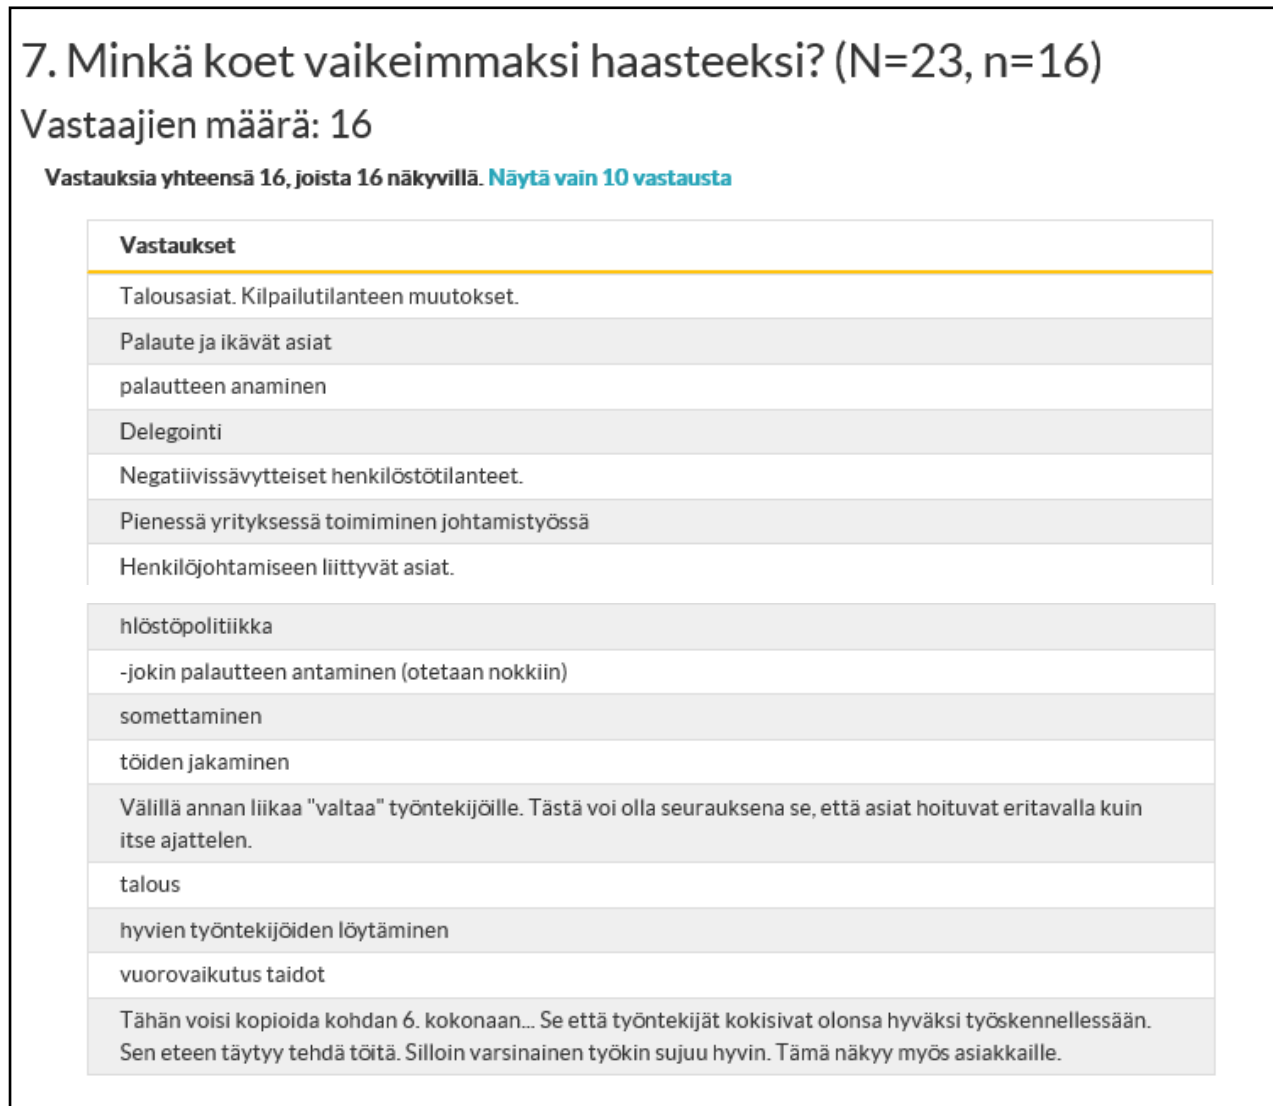 7. Minkä koet vaikeimmaksi haasteeksi? (N=23, n=16)
Vastaajien määrä: 16
Vastauksia yhteensä 16, joista 16 näkyvillä. Näytä vain 10 vastausta
Vastaukset
Talousasiat. Kilpailutilanteen muutokset.
Palaute ja ikävät asiat
palautteen anaminen
Delegointi
Negatiivissävytteiset henkilöstötilanteet.
Pienessä yrityksessä toimiminen johtamistyössä
Henkilöjohtamiseen liittyvät asiat.
hlöstöpolitiikka
-jokin palautteen antaminen (otetaan nokkiin)
somettaminen
töiden jakaminen
Välillä annan liikaa "valtaa" työntekijöille. Tästä voi olla seurauksena se, että asiat hoituvat eritavalla kuin
itse ajattelen.
talous
hyvien työntekijöiden löytäminen
vuorovaikutus taidot
Tähän voisi kopioida kohdan 6. kokonaan... Se että työntekijät kokisivat olonsa hyväksi työskennellessään.
Sen eteen täytyy tehdä töitä. Silloin varsinainen työkin sujuu hyvin. Tämä näkyy myös asiakkaille.